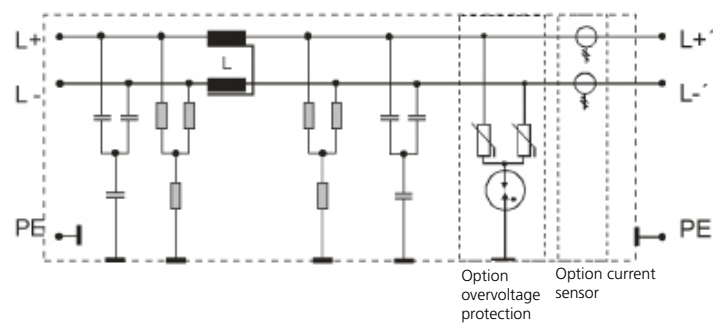 L+
L+´
L
L -
L-´
PE
PE
Option
overvoltage
protection
Option current
sensor